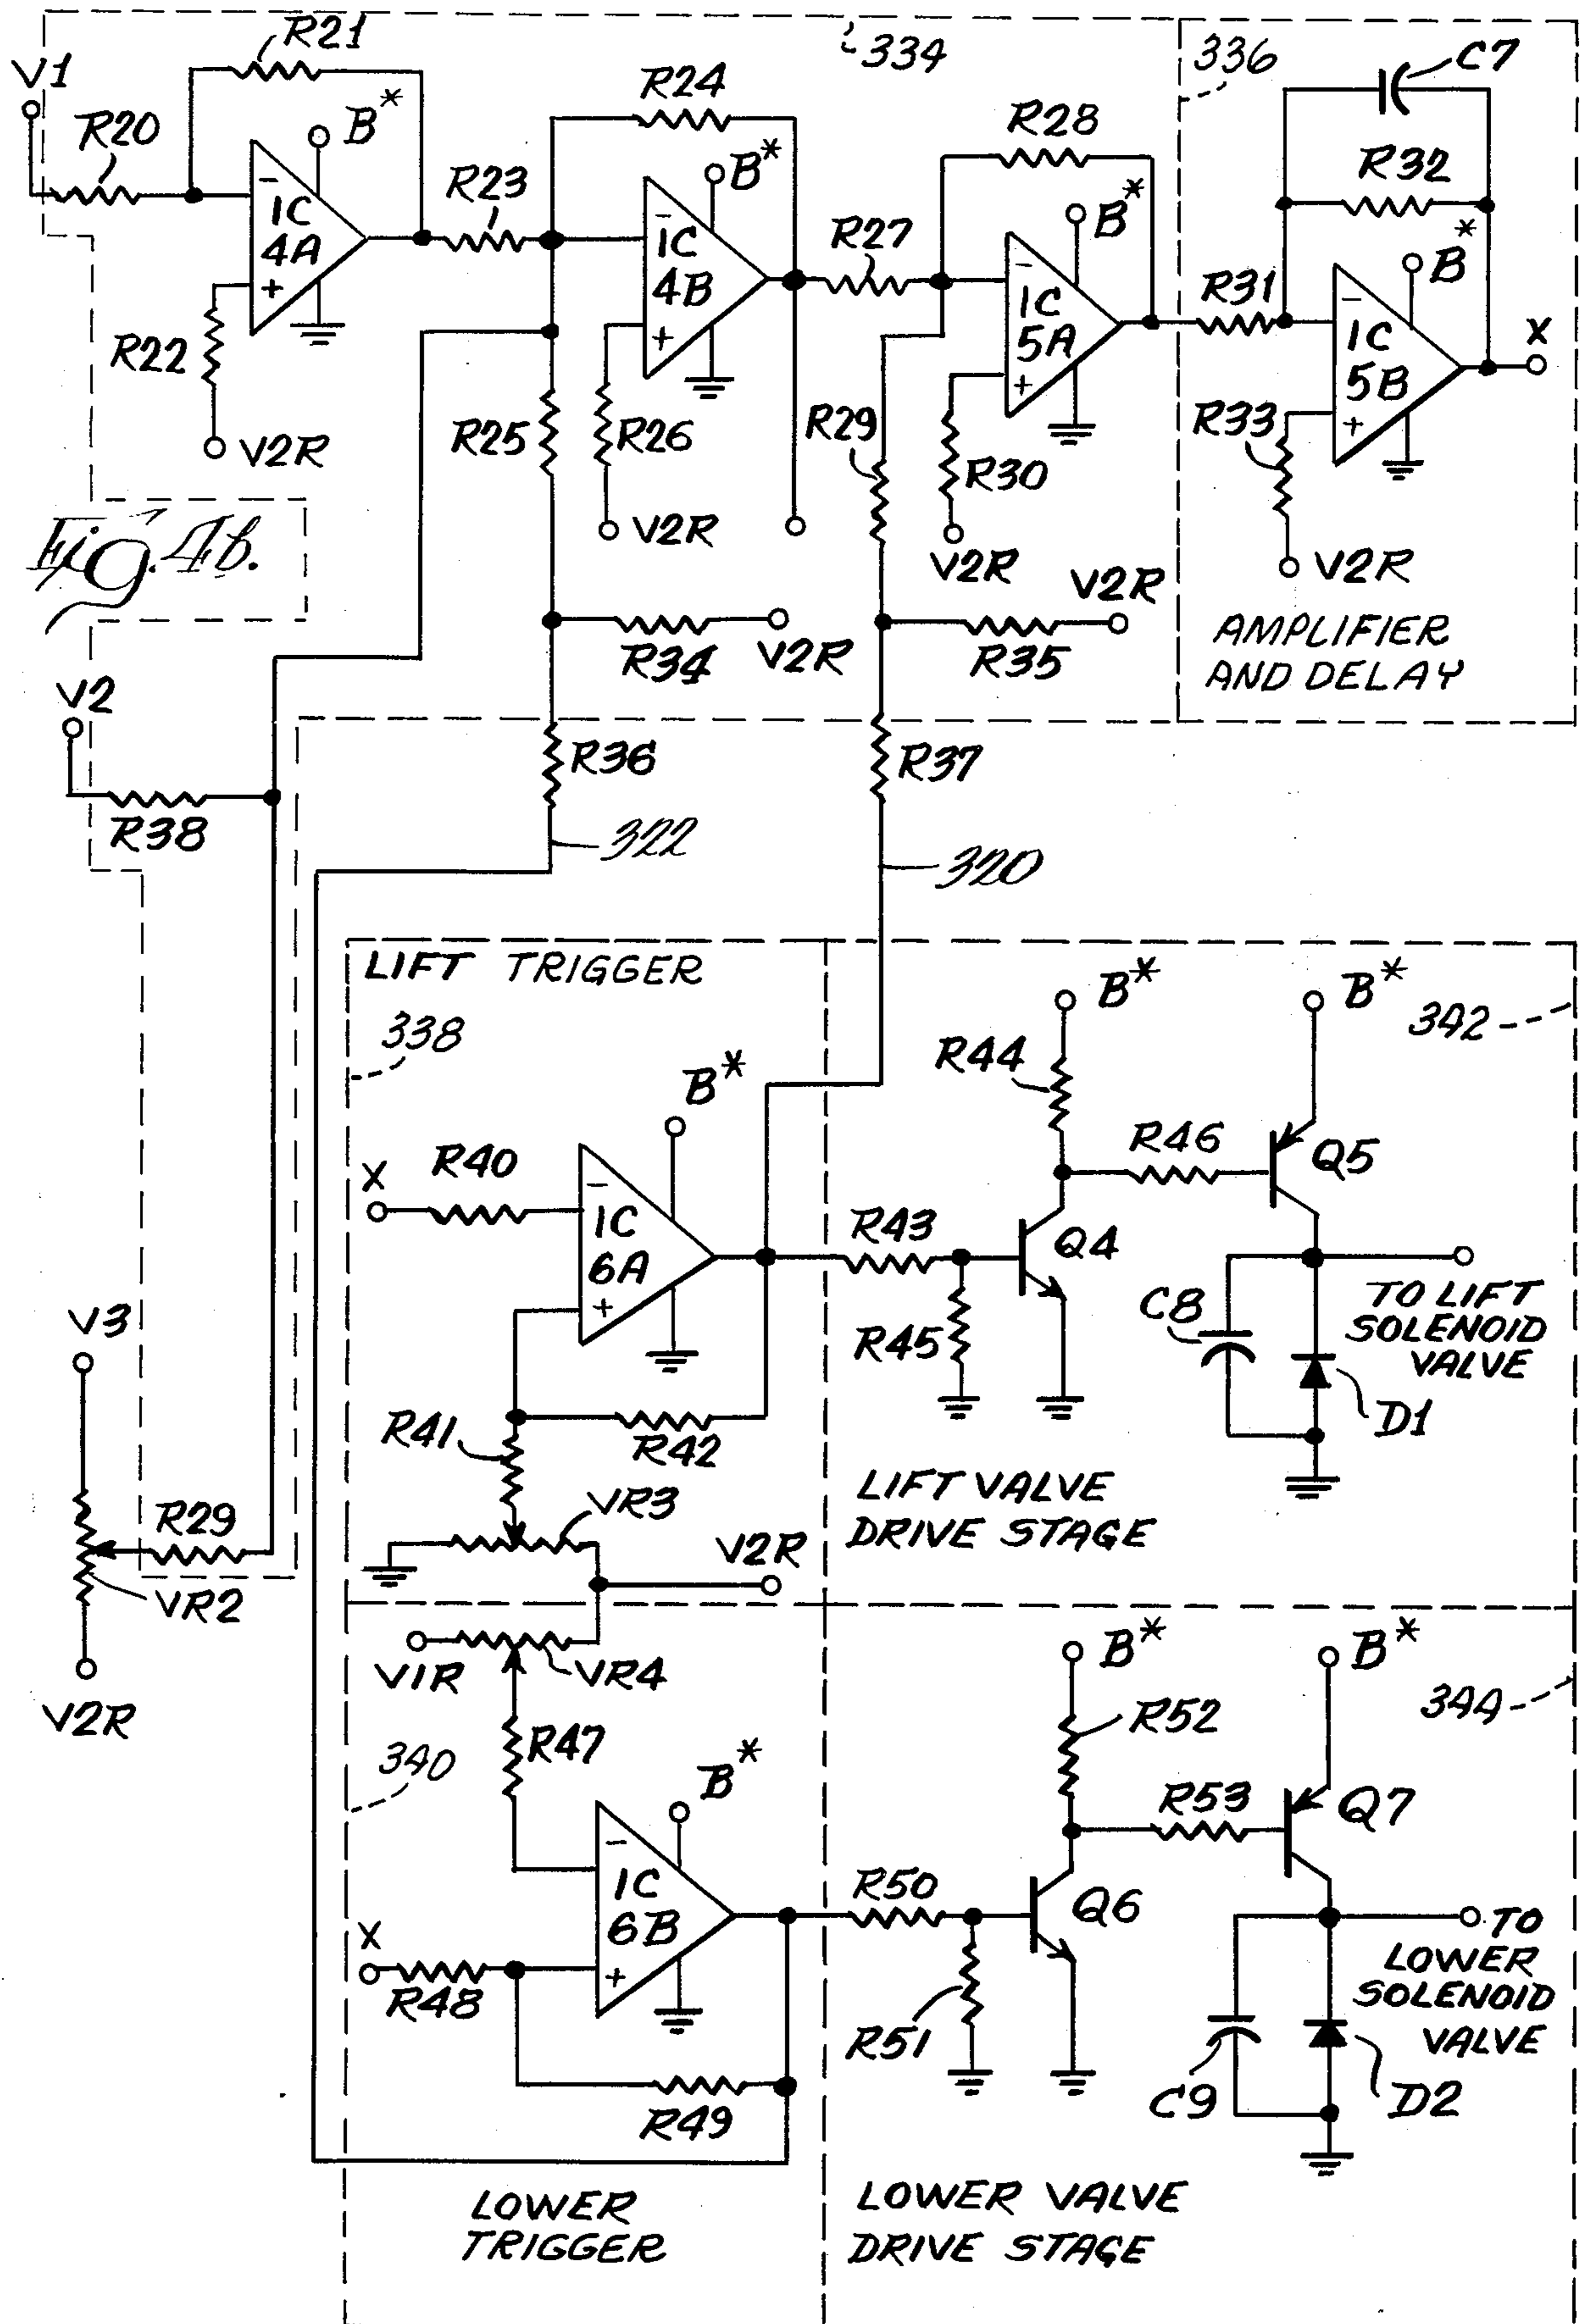 V1
R20
R21
B*
IC
4A
-
+
R22
V2R
R23
R24
334
B*
IC
4B
-
+
R25
R26
V2R
R27
R28
B*
IC
5A
-
+
R29
R30
V2R
336
C7
R32
R31
B*
IC
5B
-
+
X
R33
V2R
AMPLIFIER
AND DELAY
Fig. 4b.
R34
V2R
R35
V2R
V2
R38
R36
322
R37
320
LIFT TRIGGER
338
B*
X
R40
IC
6A
-
+
R41
R42
VR3
V2R
B*
R44
B*
342
R46
Q5
R43
Q4
R45
C8
D1
TO LIFT
SOLENOID
VALVE
LIFT VALVE
DRIVE STAGE
V3
R29
VR2
V2R
V1R
VR4
R47
340
B*
IC
6B
-
+
X
R48
R49
LOWER
TRIGGER
B*
R52
B*
344
R53
Q7
R50
Q6
R51
C9
D2
TO
LOWER
SOLENOID
VALVE
LOWER VALVE
DRIVE STAGE